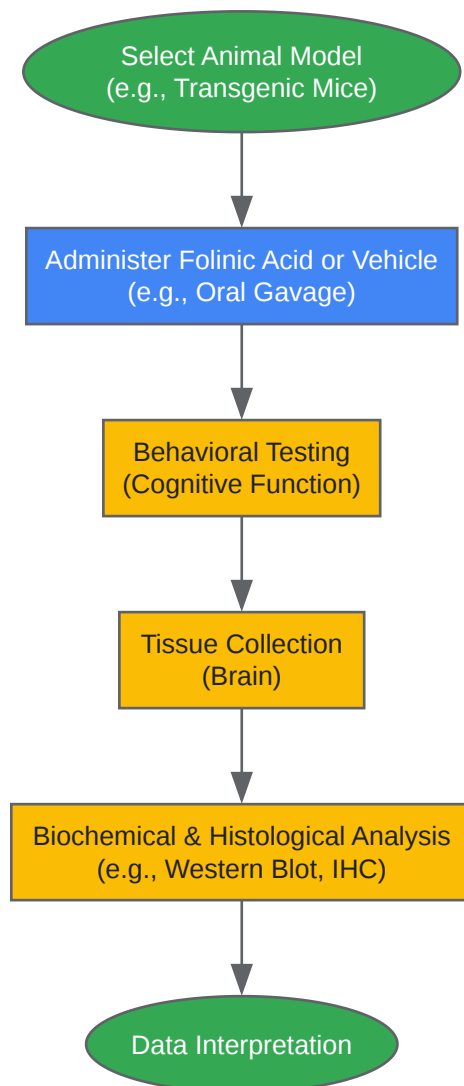 Select Animal Model
(e.g., Transgenic Mice)
Administer Folinic Acid or Vehicle
(e.g., Oral Gavage)
Behavioral Testing
(Cognitive Function)
Tissue Collection
(Brain)
Biochemical & Histological Analysis
(e.g., Western Blot, IHC)
Data Interpretation